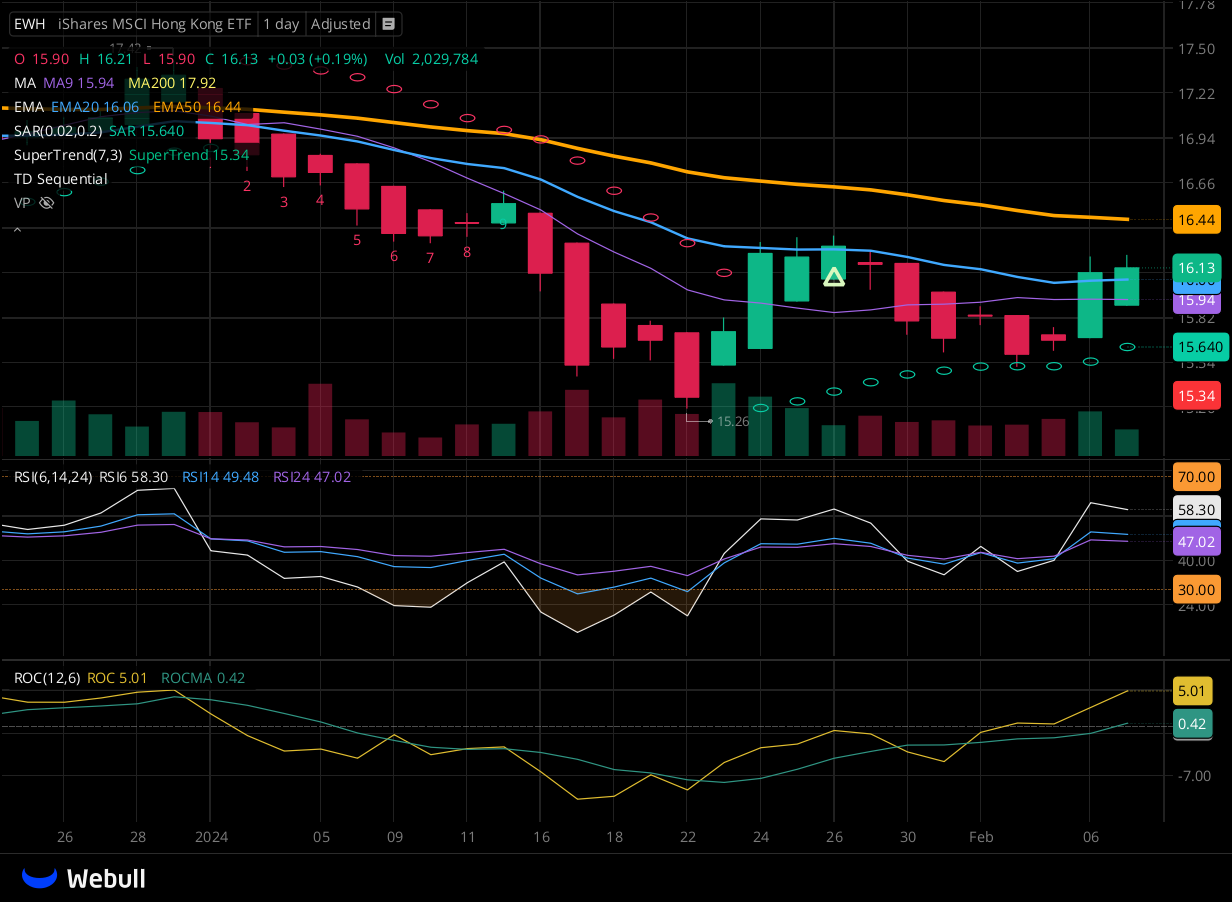 EWH iShares MSCI Hong Kong ETF 1 day Adjusted
O 15.90 H 16.21 L 15.90 C 16.13 +0.03 (+0.19%) Vol 2,029,784
MA MA9 15.94 MA200 17.92
EMA EMA20 16.06 EMA50 16.44
SAR(0.02,0.2) SAR 15.640
SuperTrend(7,3) SuperTrend 15.34
TD Sequential
VP
17.78
17.50
17.22
16.94
16.66
16.44
16.13
15.94
15.82
15.640
15.34
2
3
4
5
6
7
8
9
15.26
RSI(6,14,24) RSI6 58.30 RSI14 49.48 RSI24 47.02
70.00
58.30
47.02
40.00
30.00
24.00
ROC(12,6) ROC 5.01 ROCMA 0.42
5.01
0.42
-7.00
26 28 2024 05 09 11 16 18 22 24 26 30 Feb 06
Webull